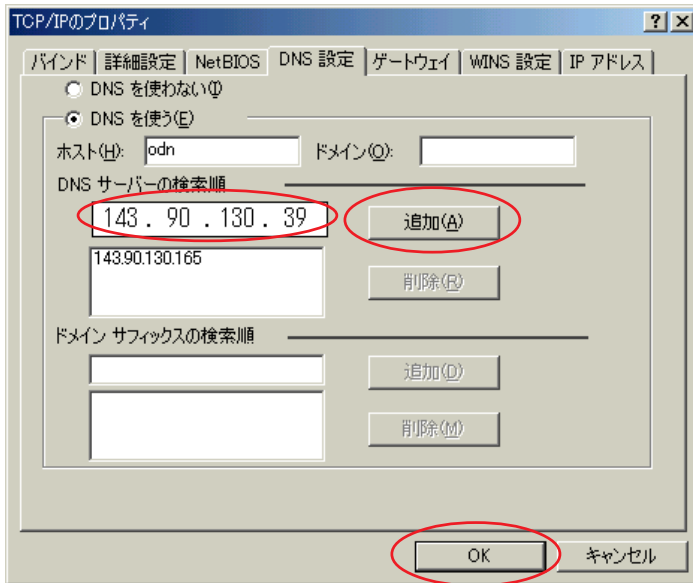 TCP/IPのプロパティ
バインド 詳細設定 NetBIOS DNS 設定 ゲートウェイ WINS 設定 IP アドレス
DNS を使わない(I)
DNS を使う(E)
ホスト(H): odn ドメイン(O):
DNS サーバーの検索順
143 . 90 . 130 . 39 追加(A)
143.90.130.165
削除(R)
ドメイン サフィックスの検索順
追加(D)
削除(M)
OK キャンセル